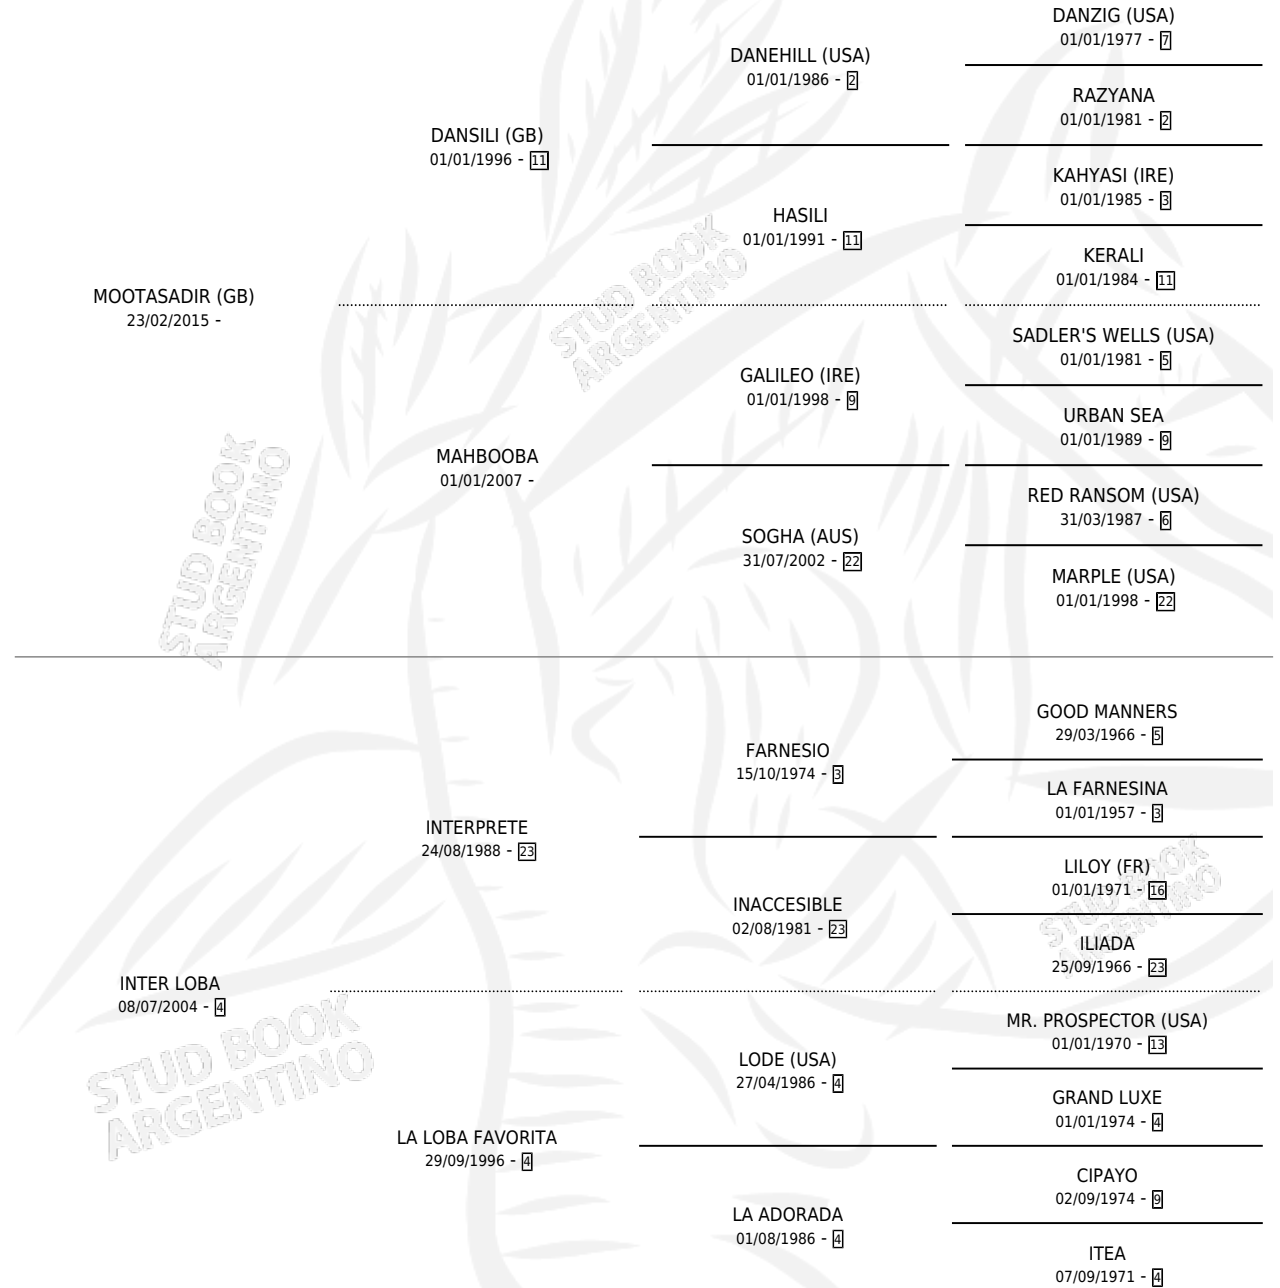 DANZIG (USA)
01/01/1977 - 7
DANEHILL (USA)
01/01/1986 - 2
RAZYANA
01/01/1981 - 2
DANSILI (GB)
01/01/1996 - 11
KAHYASI (IRE)
01/01/1985 - 3
HASILI
01/01/1991 - 11
KERALI
01/01/1984 - 11
MOOTASADIR (GB)
23/02/2015 -
SADLER'S WELLS (USA)
01/01/1981 - 5
GALILEO (IRE)
01/01/1998 - 9
URBAN SEA
01/01/1989 - 9
MAHBOOBA
01/01/2007 -
RED RANSOM (USA)
31/03/1987 - 6
SOGHA (AUS)
31/07/2002 - 22
MARPLE (USA)
01/01/1998 - 22
STUD BOOK
ARGENTINO
STUD BOOK
ARGENTINO
GOOD MANNERS
29/03/1966 - 5
FARNESIO
15/10/1974 - 3
LA FARNESINA
01/01/1957 - 3
INTERPRETE
24/08/1988 - 23
LILOY (FR)
01/01/1971 - 16
INACCESIBLE
02/08/1981 - 23
ILIADA
25/09/1966 - 23
INTER LOBA
08/07/2004 - 4
MR. PROSPECTOR (USA)
01/01/1970 - 13
LODE (USA)
27/04/1986 - 4
GRAND LUXE
01/01/1974 - 4
LA LOBA FAVORITA
29/09/1996 - 4
CIPAYO
02/09/1974 - 9
LA ADORADA
01/08/1986 - 4
ITEA
07/09/1971 - 4
STUD BOOK
ARGENTINO
STUD BOOK
ARGENTINO